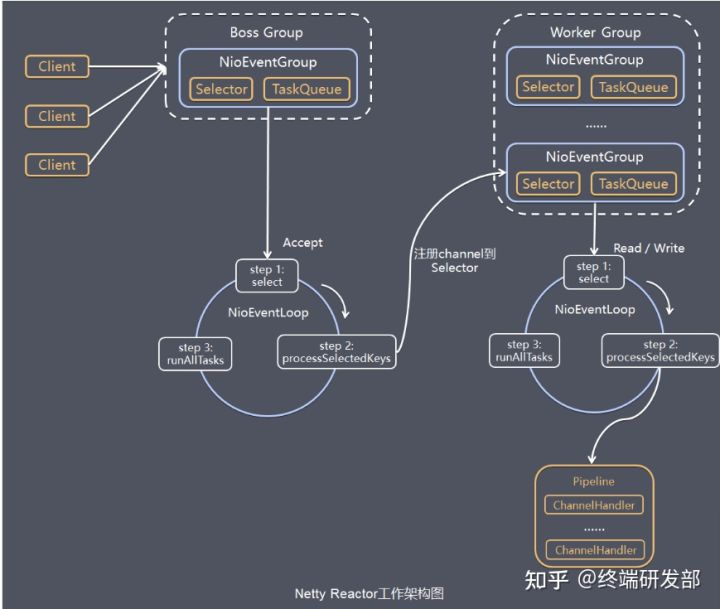 Boss Group
NioEventGroup
Selector
TaskQueue
Client
Client
Client
Worker Group
NioEventGroup
Selector
TaskQueue
......
NioEventGroup
Selector
TaskQueue
Accept
step 1:
select
NioEventLoop
step 2:
processSelectedKeys
step 3:
runAllTasks
注册channel到
Selector
Read / Write
step 1:
select
NioEventLoop
step 2:
processSelectedKeys
step 3:
runAllTasks
Pipeline
ChannelHandler
......
ChannelHandler
Netty Reactor工作架构图
知乎 @终端研发部